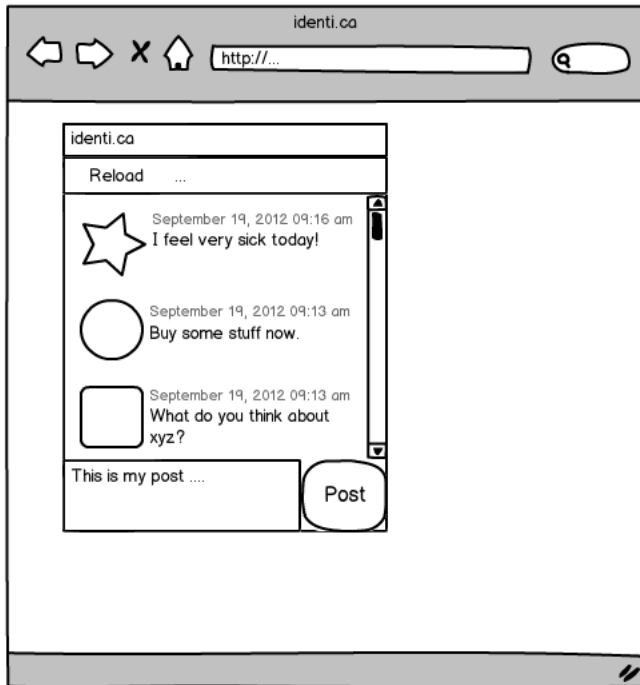 identi.ca
http://...
identi.ca
Reload ...
September 19, 2012 09:16 am
I feel very sick today!
September 19, 2012 09:13 am
Buy some stuff now.
September 19, 2012 09:13 am
What do you think about
xyz?
This is my post ....
Post